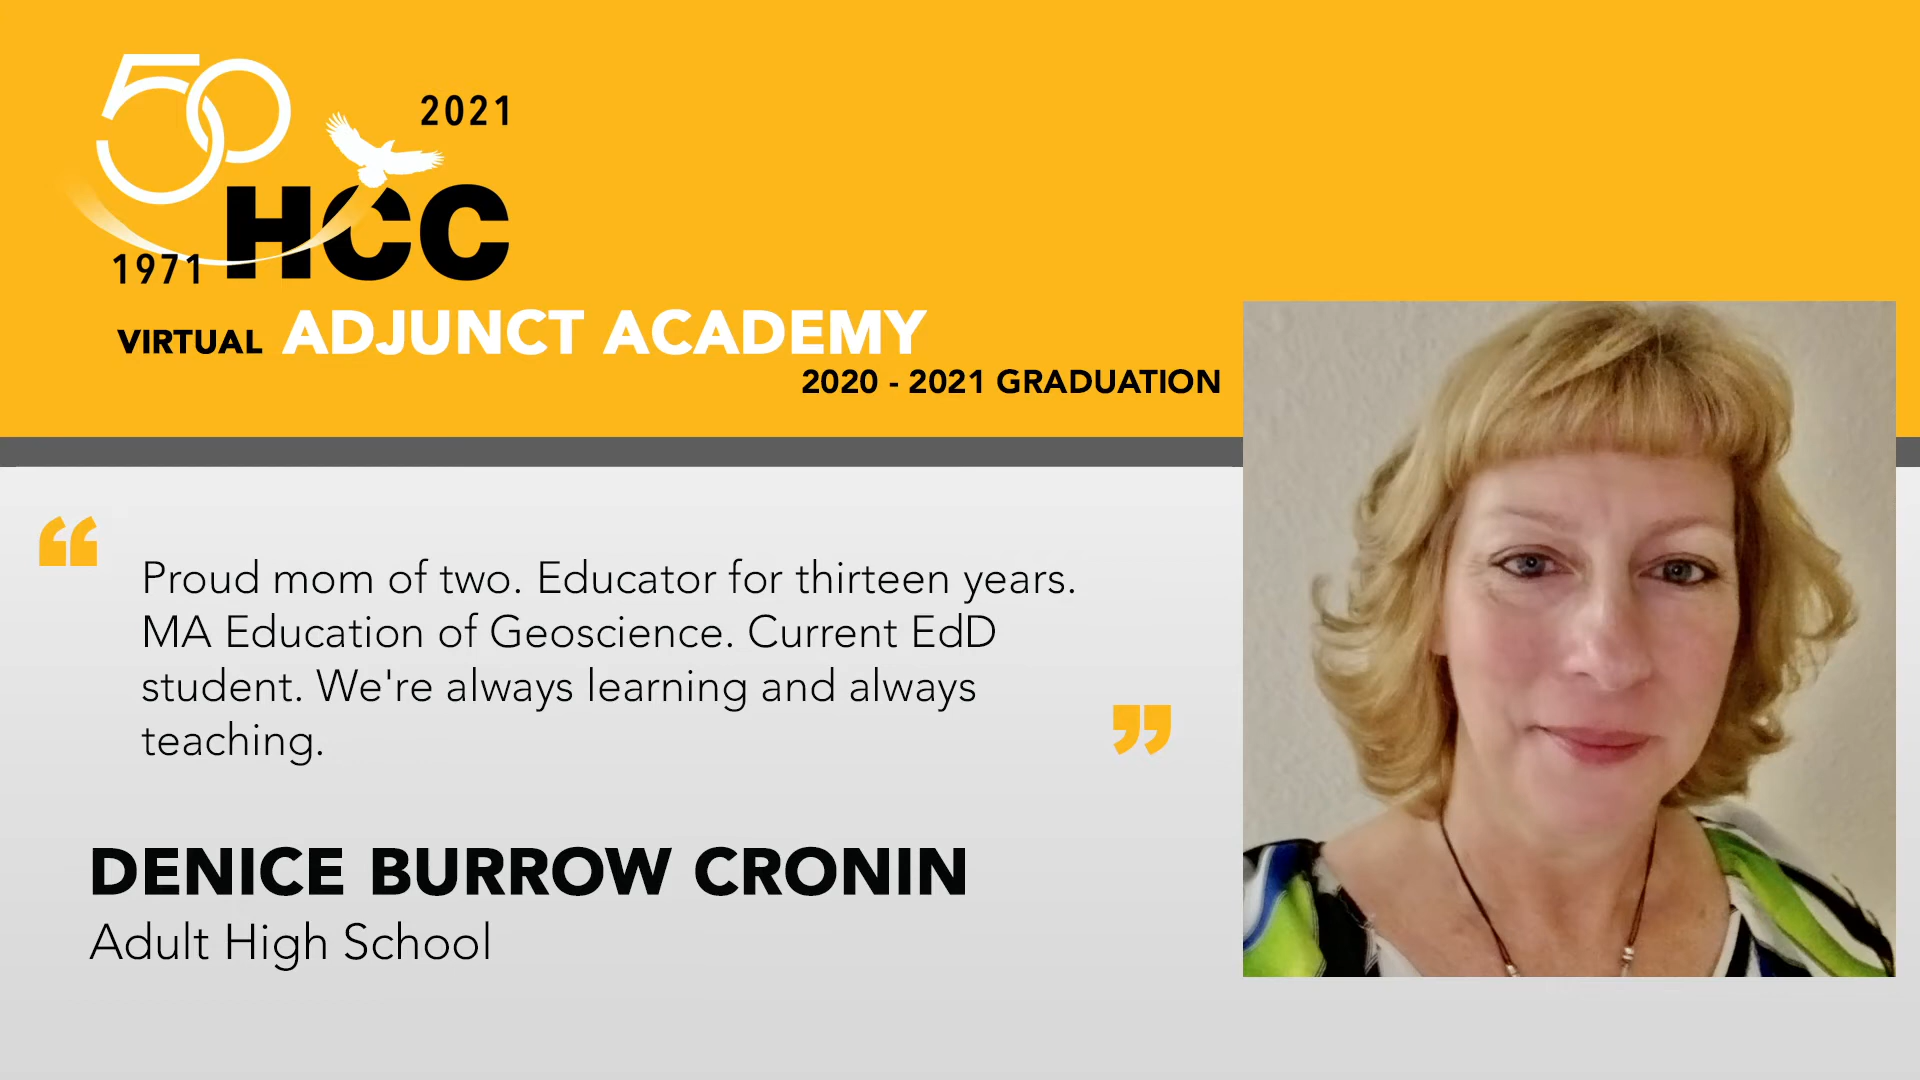 50
2021
HCC
1971
VIRTUAL ADJUNCT ACADEMY
2020 - 2021 GRADUATION
“
Proud mom of two. Educator for thirteen years.
MA Education of Geoscience. Current EdD
student. We're always learning and always
teaching.
”
DENICE BURROW CRONIN
Adult High School